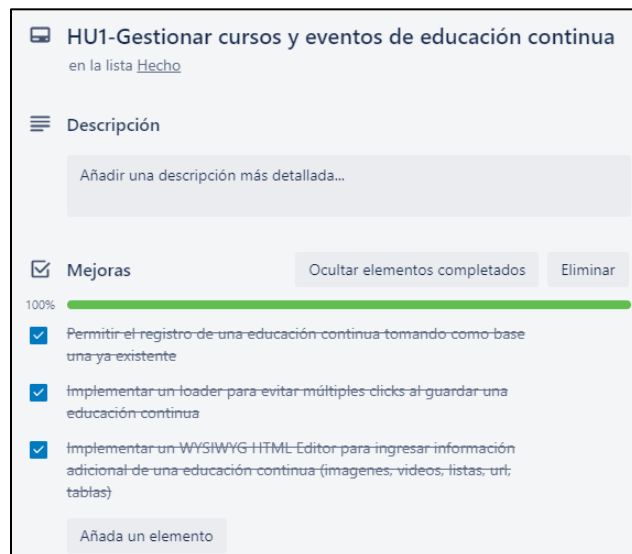 HU1-Gestionar cursos y eventos de educación continua
en la lista Hecho
Descripción
Añadir una descripción más detallada...
Mejoras
Ocultar elementos completados
Eliminar
100%
Permitir el registro de una educación continua tomando como base
una ya existente
Implementar un loader para evitar múltiples clicks al guardar una
educación continua
Implementar un WYSIWYG HTML Editor para ingresar información
adicional de una educación continua (imagenes, videos, listas, url,
tablas)
Añada un elemento